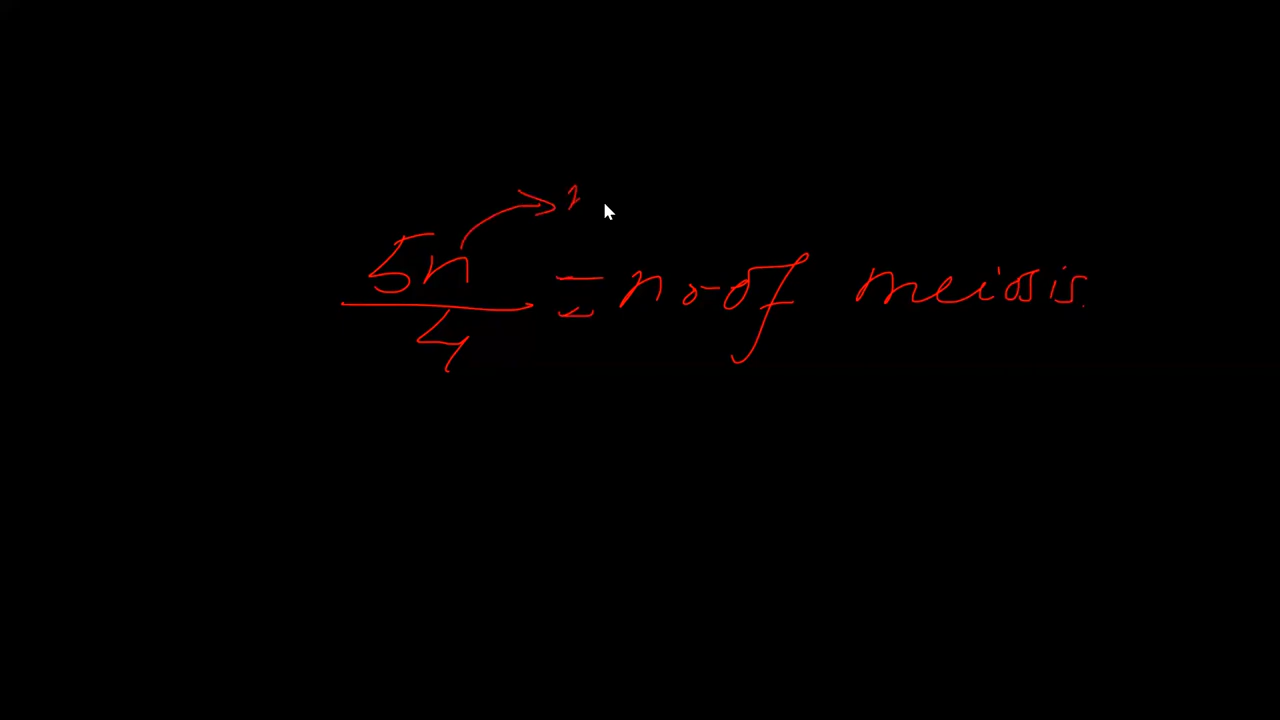 5n
4
= no of meiosis.